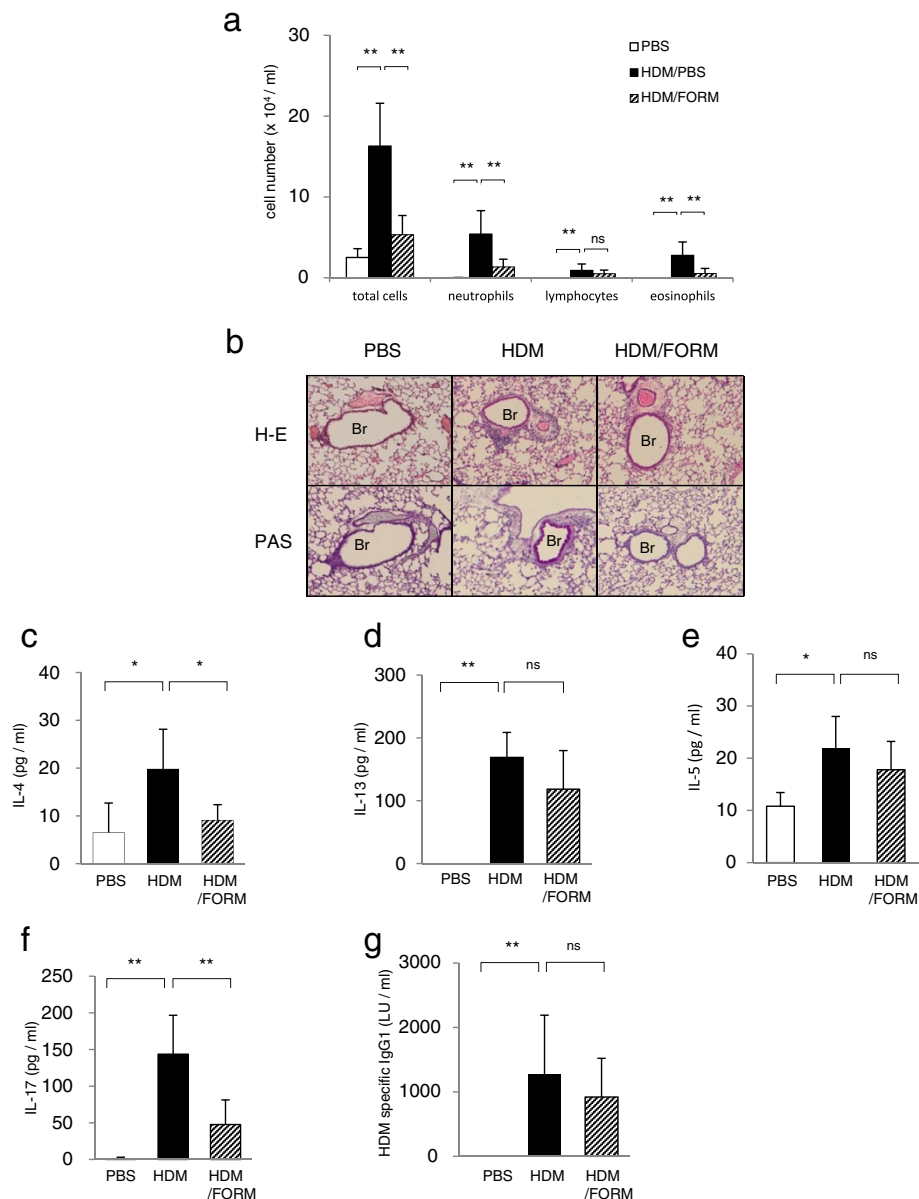 a
cell number (x 10⁴ / ml)
30
20
10
0
** **
** **
** ns
** **
PBS
HDM/PBS
HDM/FORM
total cells neutrophils lymphocytes eosinophils
b
PBS HDM HDM/FORM
H-E
Br Br Br
PAS
Br Br Br
c
IL-4 (pg / ml)
40
30
20
10
0
* *
PBS HDM HDM
/FORM
d
IL-13 (pg / ml)
300
200
100
0
** ns
PBS HDM HDM
/FORM
e
IL-5 (pg / ml)
40
30
20
10
0
* ns
PBS HDM HDM
/FORM
f
IL-17 (pg / ml)
250
200
150
100
50
0
** **
PBS HDM HDM
/FORM
g
HDM specific IgG1 (LU / ml)
3000
2000
1000
0
** ns
PBS HDM HDM
/FORM